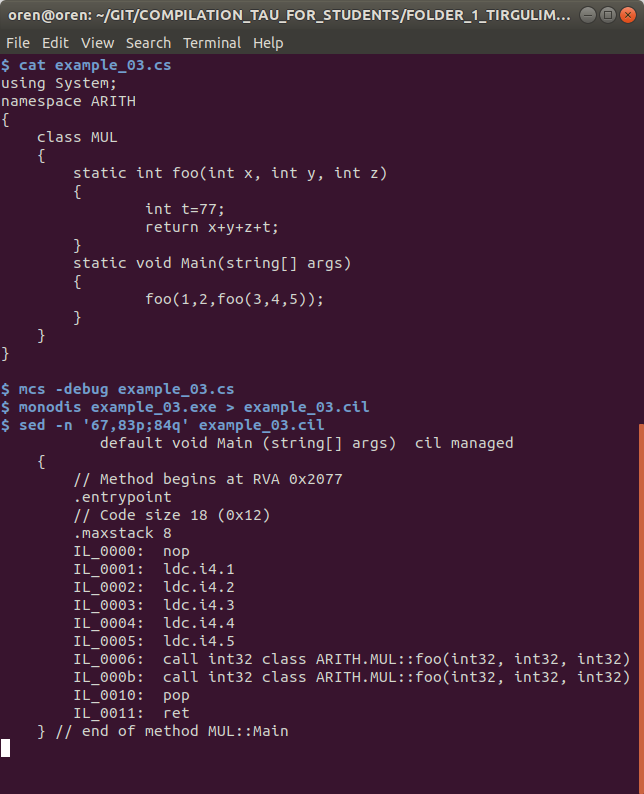 oren@oren: ~/GIT/COMPILATION_TAU_FOR_STUDENTS/FOLDER_1_TIRGULIM...
File Edit View Search Terminal Help
$ cat example_03.cs
using System;
namespace ARITH
{
    class MUL
    {
        static int foo(int x, int y, int z)
        {
                int t=77;
                return x+y+z+t;
        }
        static void Main(string[] args)
        {
                foo(1,2,foo(3,4,5));
        }
    }
}

$ mcs -debug example_03.cs
$ monodis example_03.exe > example_03.cil
$ sed -n '67,83p;84q' example_03.cil
           default void Main (string[] args)  cil managed
    {
        // Method begins at RVA 0x2077
        .entrypoint
        // Code size 18 (0x12)
        .maxstack 8
        IL_0000:  nop
        IL_0001:  ldc.i4.1
        IL_0002:  ldc.i4.2
        IL_0003:  ldc.i4.3
        IL_0004:  ldc.i4.4
        IL_0005:  ldc.i4.5
        IL_0006:  call int32 class ARITH.MUL::foo(int32, int32, int32)
        IL_000b:  call int32 class ARITH.MUL::foo(int32, int32, int32)
        IL_0010:  pop
        IL_0011:  ret
    } // end of method MUL::Main